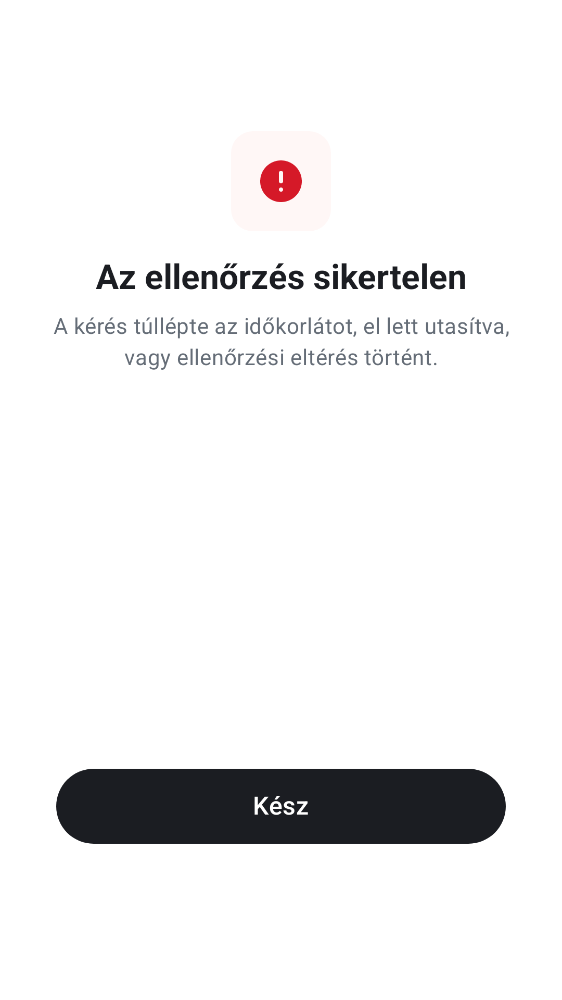 Az ellenőrzés sikertelen
A kérés túllépte az időkorlátot, el lett utasítva,
vagy ellenőrzési eltérés történt.
Kész